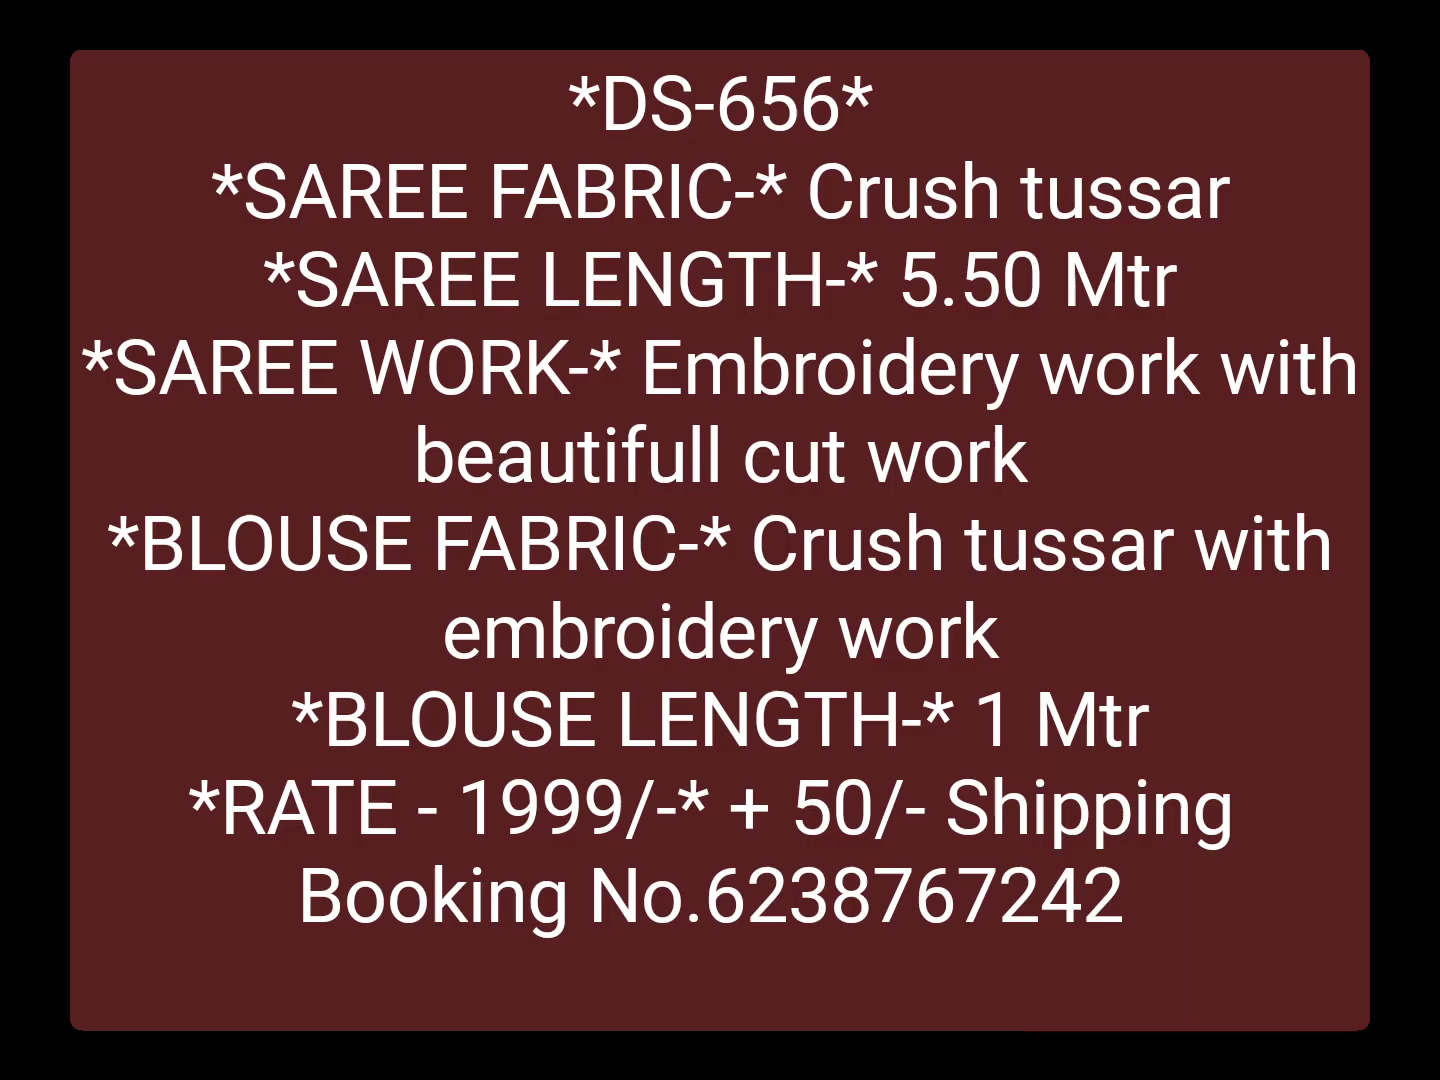 *DS-656*
*SAREE FABRIC-* Crush tussar
*SAREE LENGTH-* 5.50 Mtr
*SAREE WORK-* Embroidery work with
beautifull cut work
*BLOUSE FABRIC-* Crush tussar with
embroidery work
*BLOUSE LENGTH-* 1 Mtr
*RATE - 1999/-* + 50/- Shipping
Booking No.6238767242